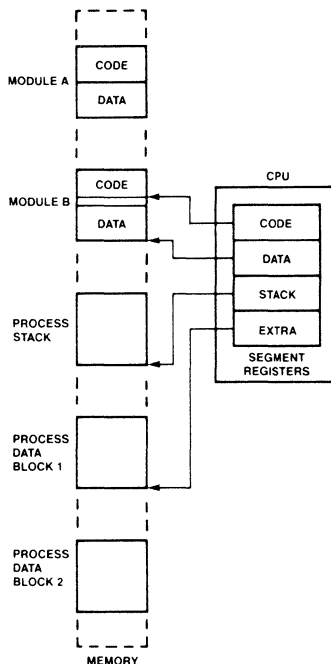 MODULE A
CODE
DATA
MODULE B
CODE
DATA
PROCESS
STACK
PROCESS
DATA
BLOCK 1
PROCESS
DATA
BLOCK 2
MEMORY
CPU
CODE
DATA
STACK
EXTRA
SEGMENT
REGISTERS